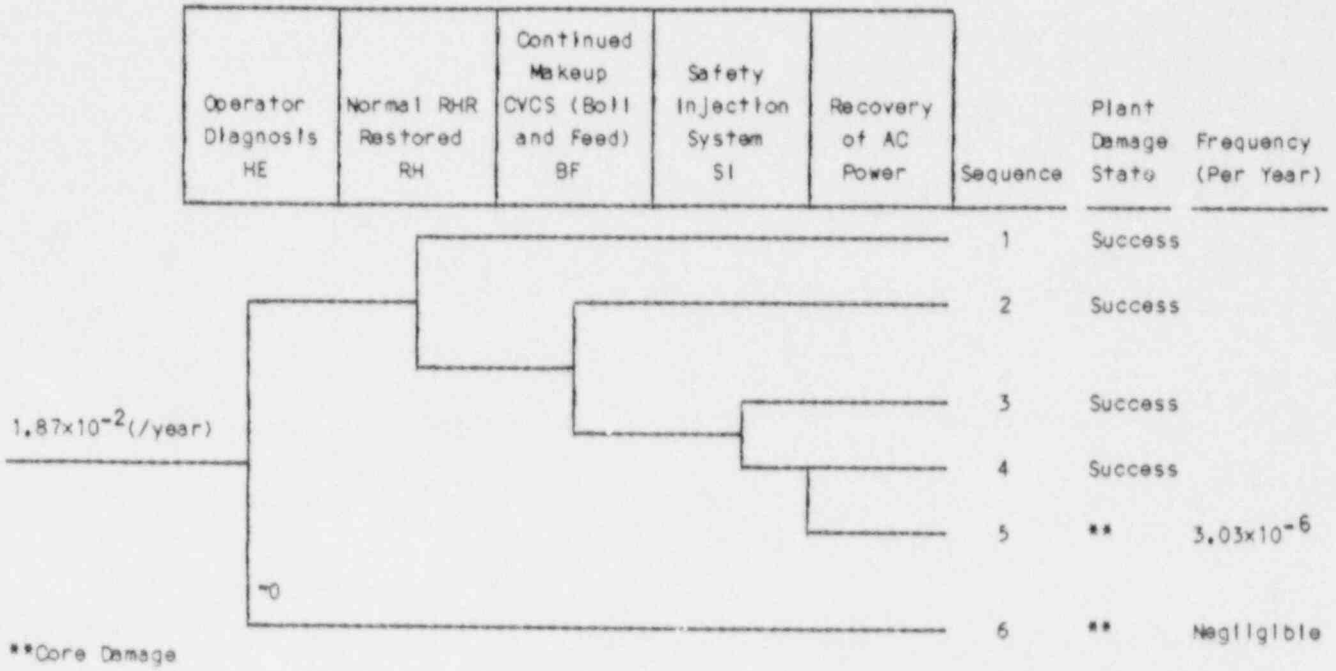 Operator
Diagnosis
HE
Normal RHR
Restored
RH
Continued
Makeup
CVCS (Boil
and Feed)
BF
Safety
Injection
System
SI
Recovery
of AC
Power
Sequence
Plant
Damage
State
Frequency
(Per Year)
1 Success
2 Success
3 Success
1.87x10⁻²(/year)
4 Success
5 ** 3.03x10⁻⁶
~0
6 ** Negligible
**Core Damage